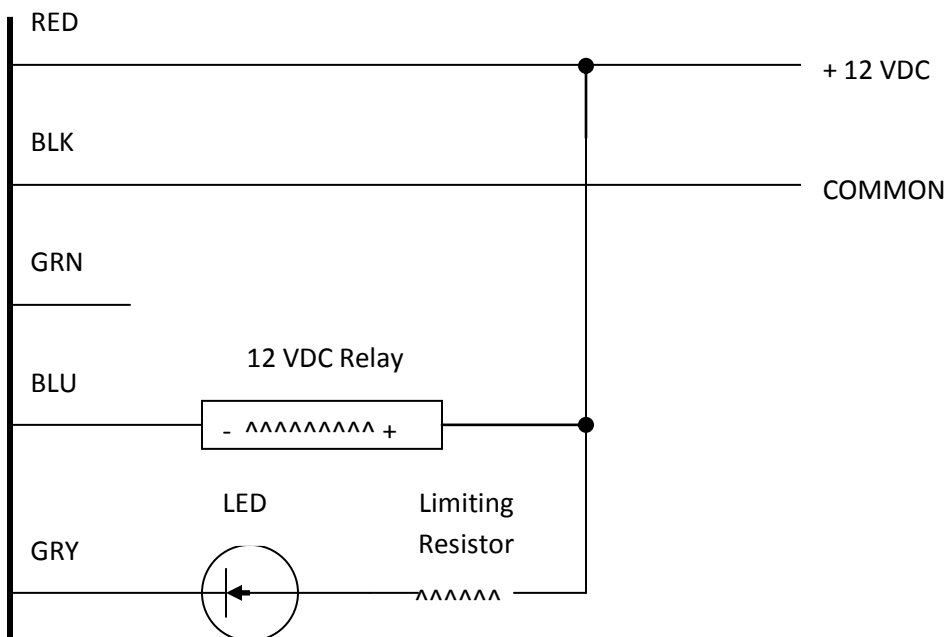 RED
+ 12 VDC
BLK
COMMON
GRN
12 VDC Relay
BLU
- ^^^^^^^^^ +
LED
Limiting
Resistor
GRY
^^^^^^